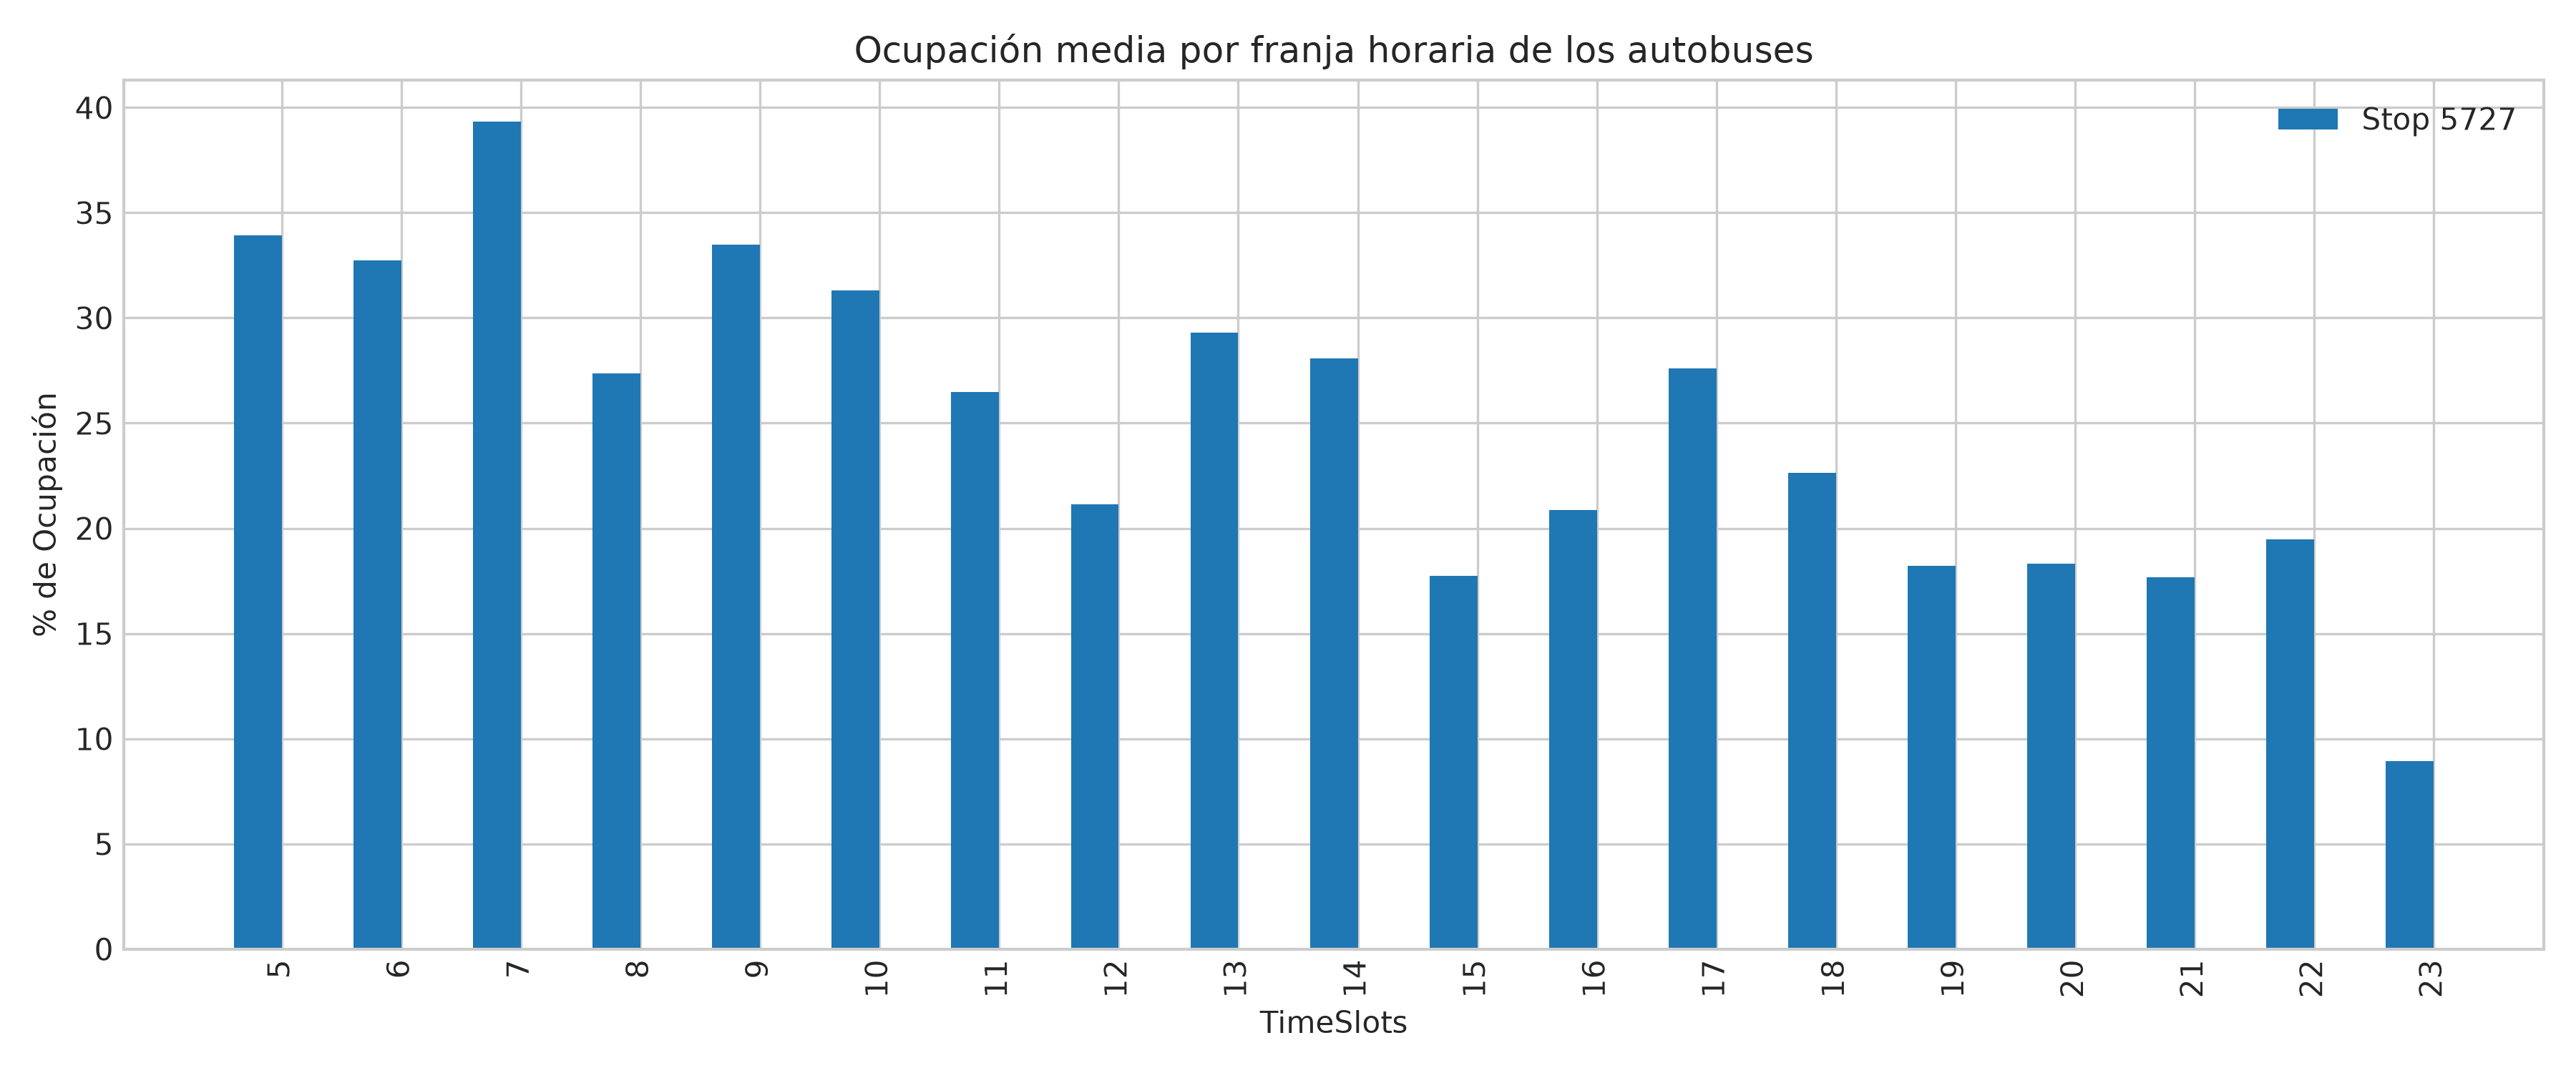 Ocupación media por franja horaria de los autobuses
Stop 5727
% de Ocupación
40
35
30
25
20
15
10
5
0
5 6 7 8 9 10 11 12 13 14 15 16 17 18 19 20 21 22 23
TimeSlots